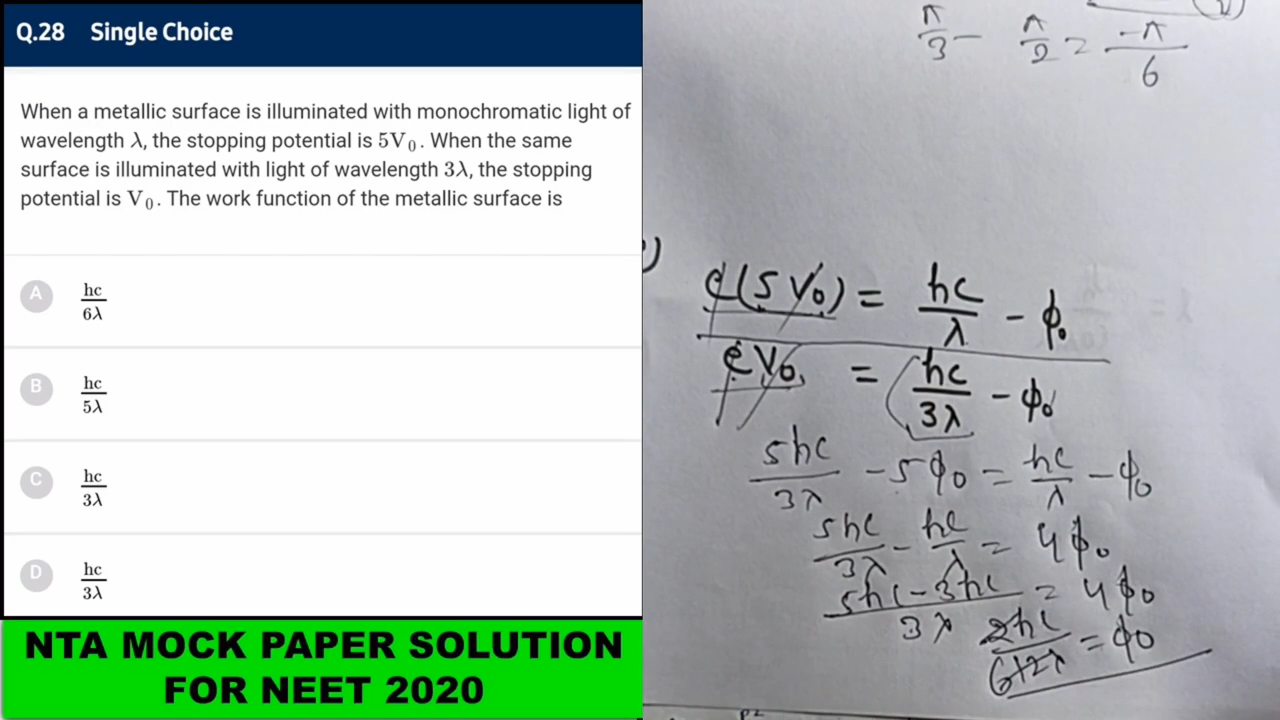 Q.28 Single Choice
When a metallic surface is illuminated with monochromatic light of
wavelength λ, the stopping potential is 5V₀. When the same
surface is illuminated with light of wavelength 3λ, the stopping
potential is V₀. The work function of the metallic surface is
A hc/6λ
B hc/5λ
C hc/3λ
D hc/3λ
NTA MOCK PAPER SOLUTION
FOR NEET 2020
π/3 - π/2 = -π/6
e(5V₀) = hc/λ - ϕ₀
eV₀ = hc/3λ - ϕ₀
5hc/3λ - 5ϕ₀ = hc/λ - ϕ₀
5hc/3λ - hc/λ = 4ϕ₀
5hc-3hc/3λ = 4ϕ₀
2hc/612λ = ϕ₀